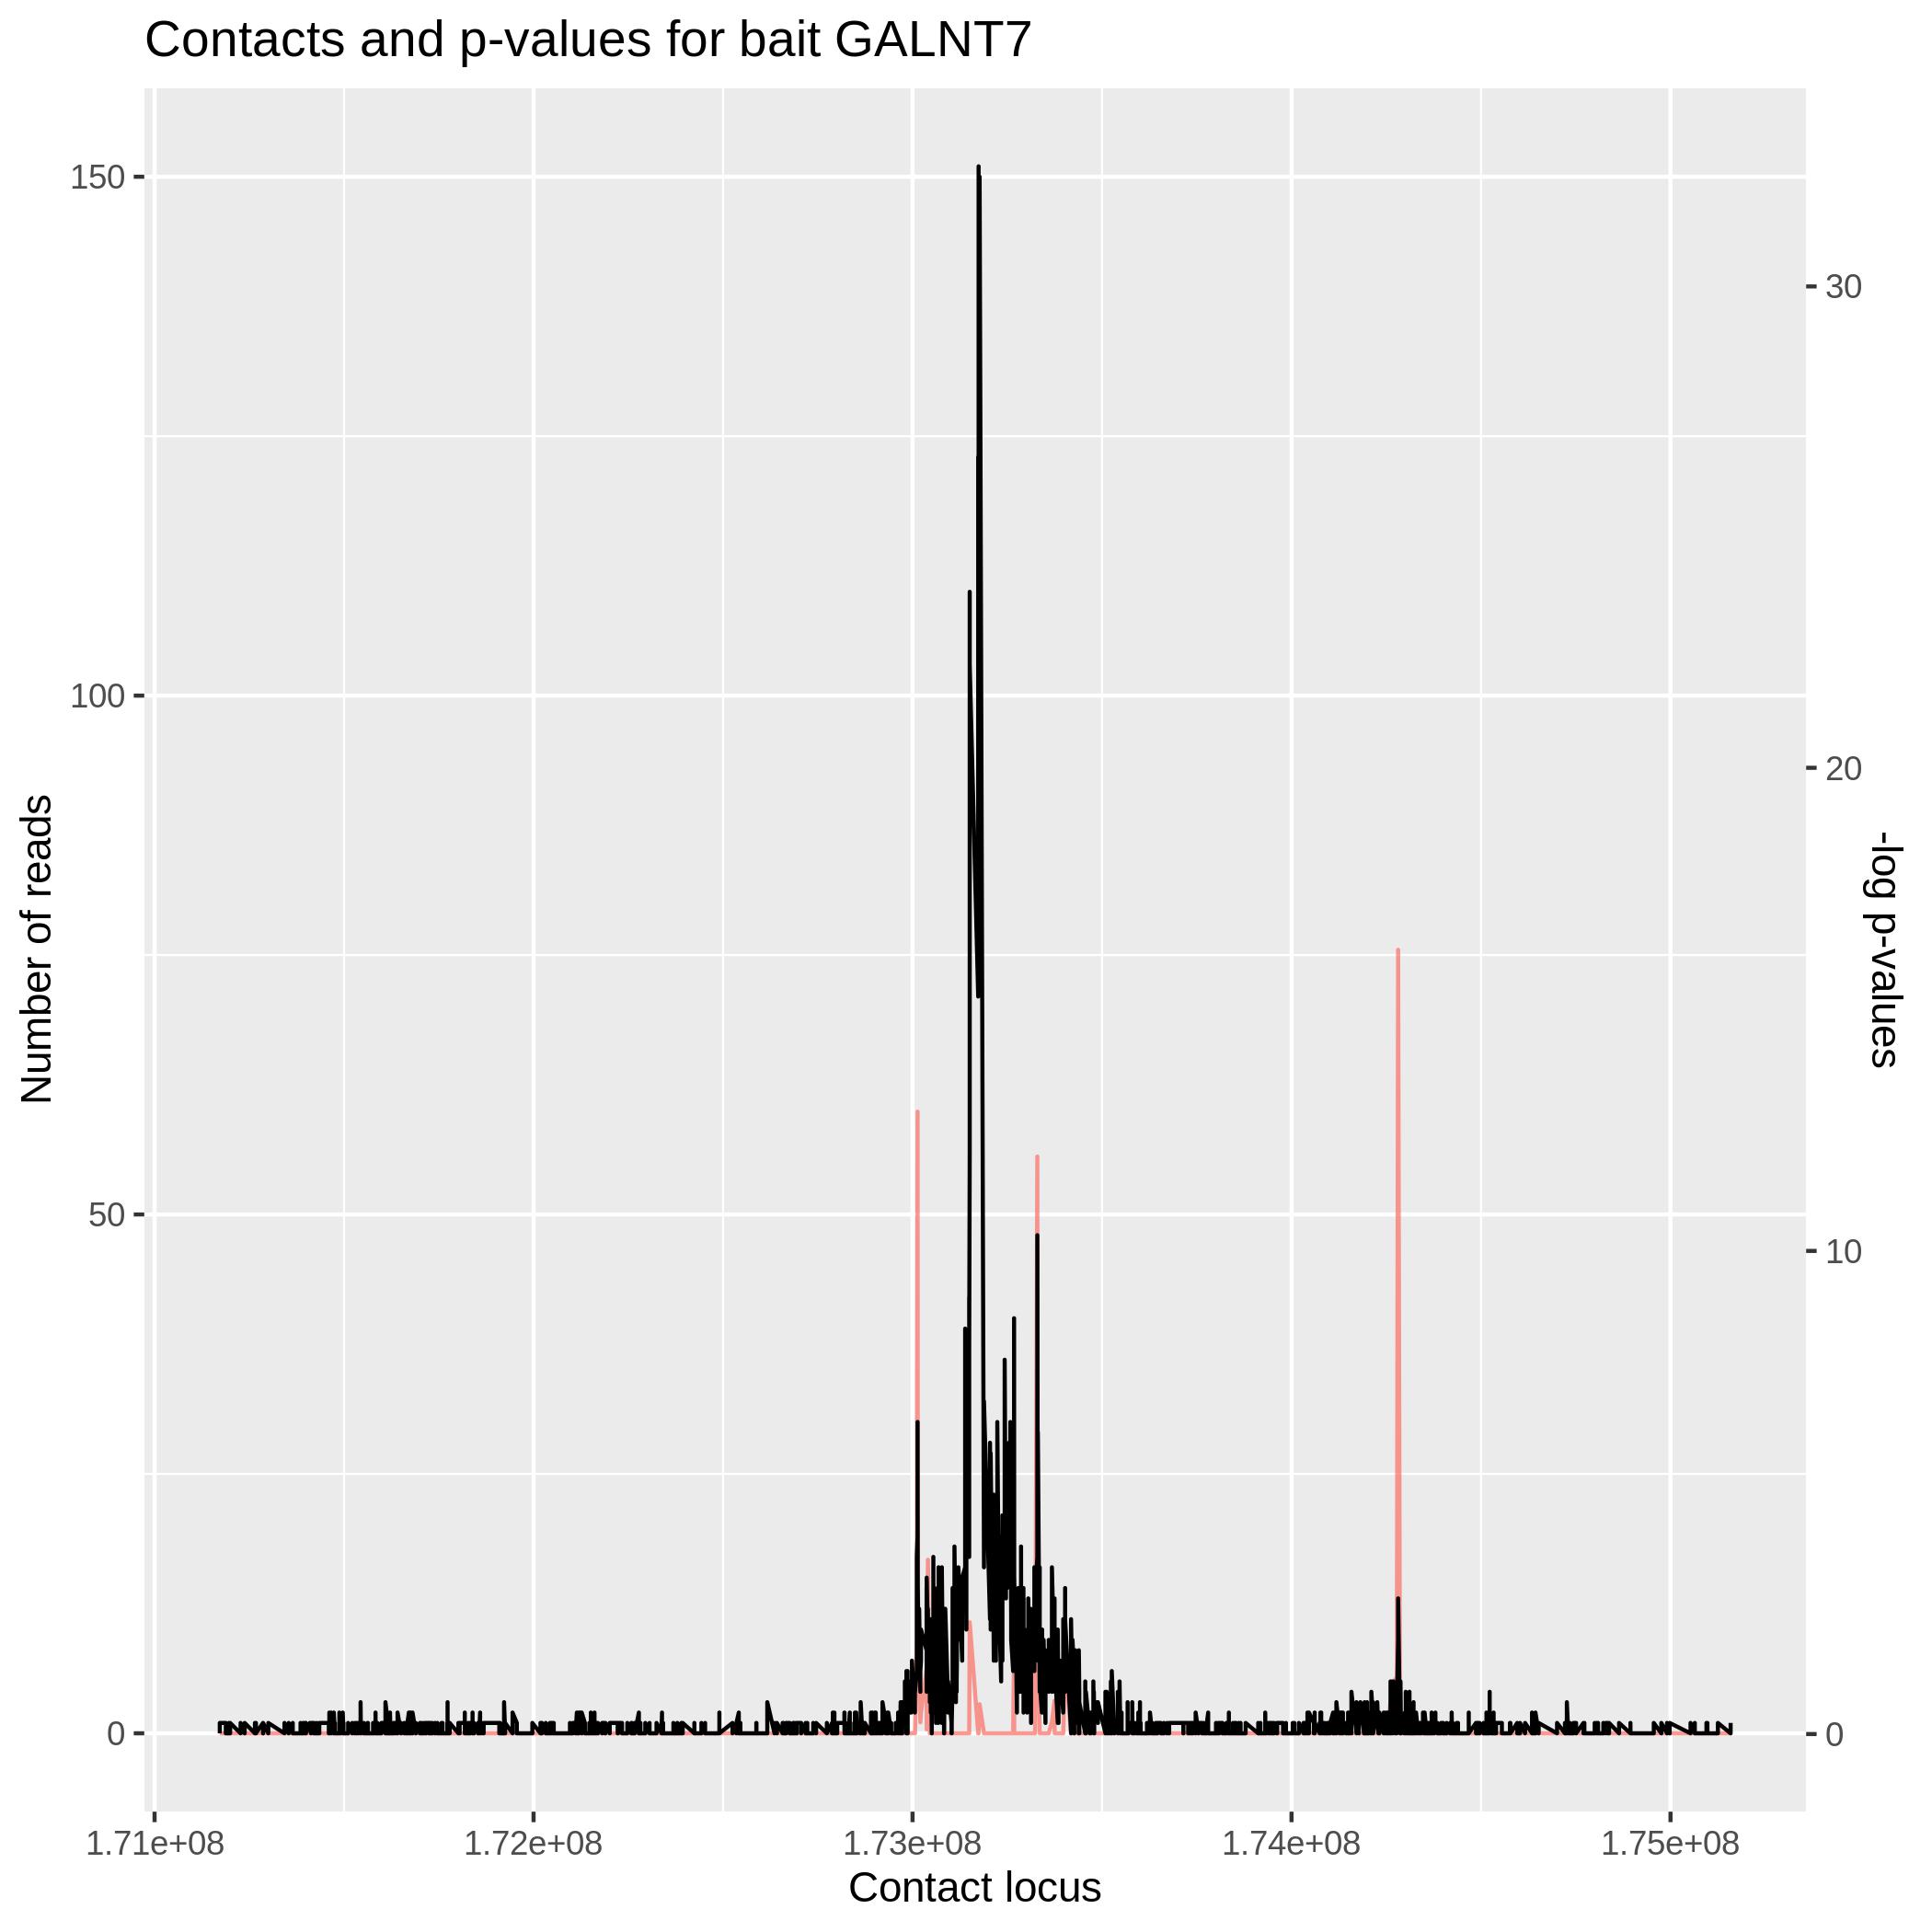 Contacts and p-values for bait GALNT7
150
100
50
0
Number of reads
30
20
10
0
-log p-values
1.71e+08
1.72e+08
1.73e+08
1.74e+08
1.75e+08
Contact locus